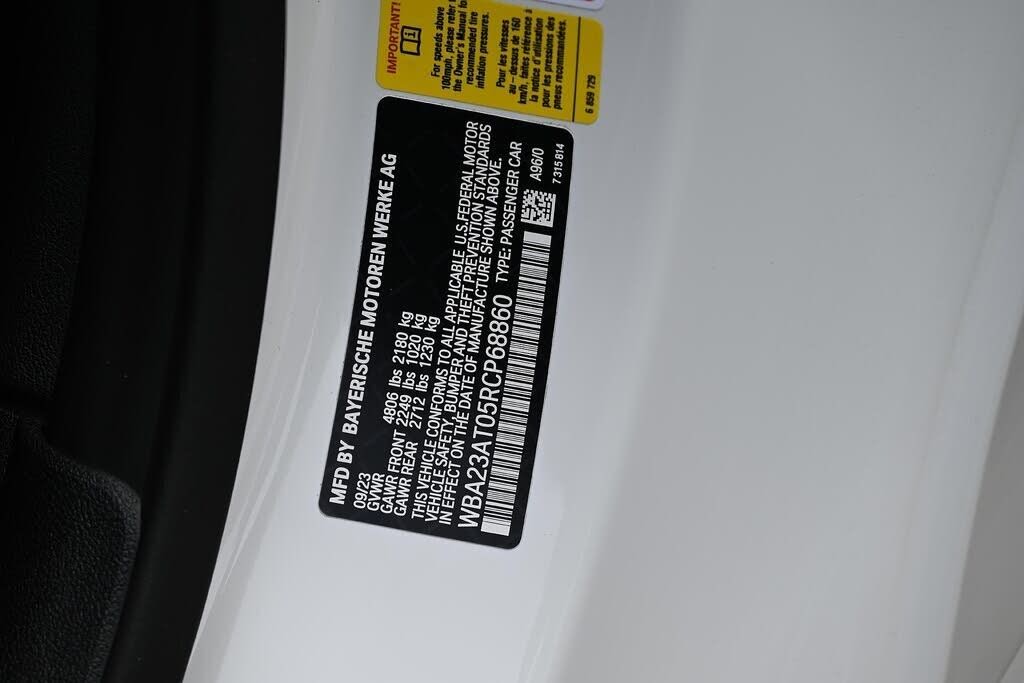 IMPORTANT!
For speeds above
100mph, please refer
the Owner's Manual for
recommended tire
inflation pressures.
Pour les vitesses
au-dessus de 160
km/h, faites référence à
la notice d'utilisation
pour les pressions des
pneus recommandées.
6 859 729
MFD BY BAYERISCHE MOTOREN WERKE AG
09/23
GVWR 4806 lbs 2180 kg
GAWR FRONT 2249 lbs 1020 kg
GAWR REAR 2712 lbs 1230 kg
THIS VEHICLE CONFORMS TO ALL APPLICABLE U.S.FEDERAL MOTOR
VEHICLE SAFETY, BUMPER AND THEFT PREVENTION STANDARDS
IN EFFECT ON THE DATE OF MANUFACTURE SHOWN ABOVE.
WBA23AT05RCP68860 TYPE: PASSENGER CAR
A96/0
7 315 814